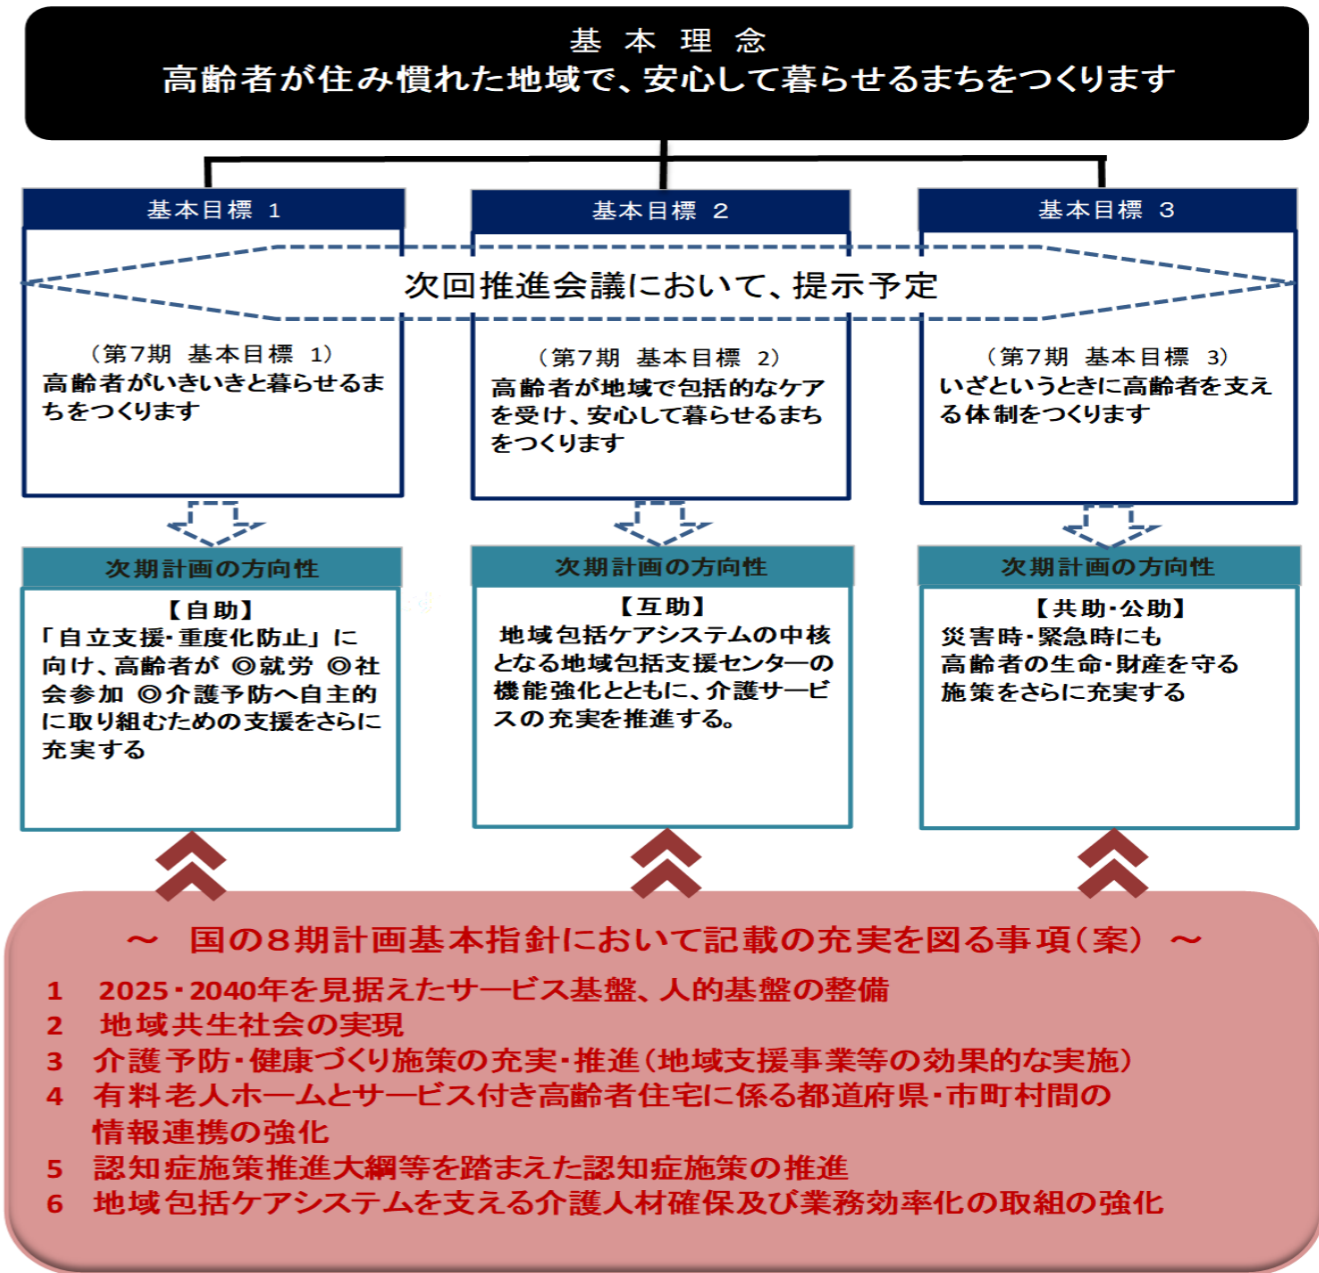 基本理念
高齢者が住み慣れた地域で、安心して暮らせるまちをつくります
基本目標 1
基本目標 2
基本目標 3
次回推進会議において、提示予定
（第7期 基本目標 1）
高齢者がいきいきと暮らせるま
ちをつくります
（第7期 基本目標 2）
高齢者が地域で包括的なケア
を受け、安心して暮らせるまち
をつくります
（第7期 基本目標 3）
いざというときに高齢者を支え
る体制をつくります
次期計画の方向性
【自助】
「自立支援・重度化防止」に
向け、高齢者が ◎就労 ◎社
会参加 ◎介護予防へ自主的
に取り組むための支援をさらに
充実する
次期計画の方向性
【互助】
地域包括ケアシステムの中核
となる地域包括支援センターの
機能強化とともに、介護サービ
スの充実を推進する。
次期計画の方向性
【共助・公助】
災害時・緊急時にも
高齢者の生命・財産を守る
施策をさらに充実する
～ 国の8期計画基本指針において記載の充実を図る事項（案） ～
1 2025・2040年を見据えたサービス基盤、人的基盤の整備
2 地域共生社会の実現
3 介護予防・健康づくり施策の充実・推進（地域支援事業等の効果的な実施）
4 有料老人ホームとサービス付き高齢者住宅に係る都道府県・市町村間の
情報連携の強化
5 認知症施策推進大綱等を踏まえた認知症施策の推進
6 地域包括ケアシステムを支える介護人材確保及び業務効率化の取組の強化